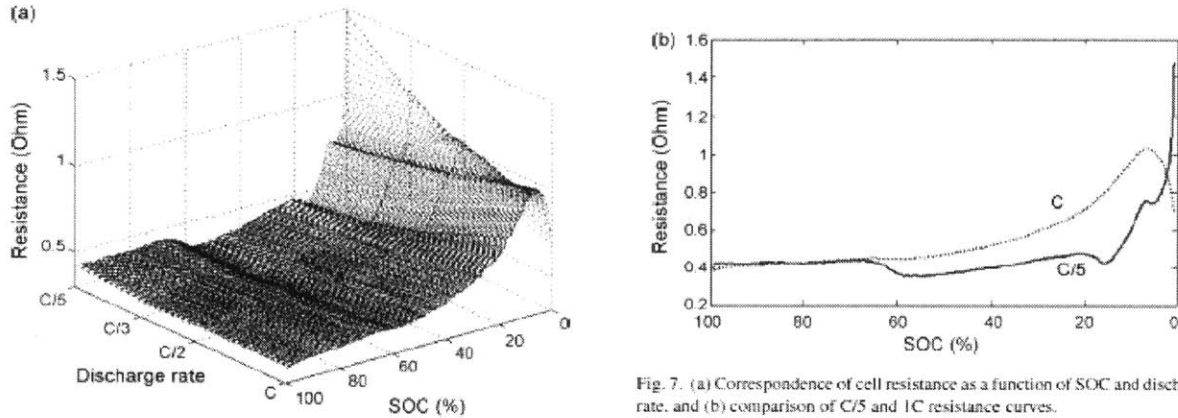 (a)
1.5
1
0.5
Resistance (Ohm)
C/5
C/3
C/2
C
Discharge rate
100
80
60
40
20
0
SOC (%)
(b)
1.6
1.4
1.2
1
0.8
0.6
0.4
0.2
Resistance (Ohm)
C
C/5
100
80
60
40
20
0
SOC (%)
Fig. 7. (a) Correspondence of cell resistance as a function of SOC and disch
rate, and (b) comparison of C/5 and 1C resistance curves.